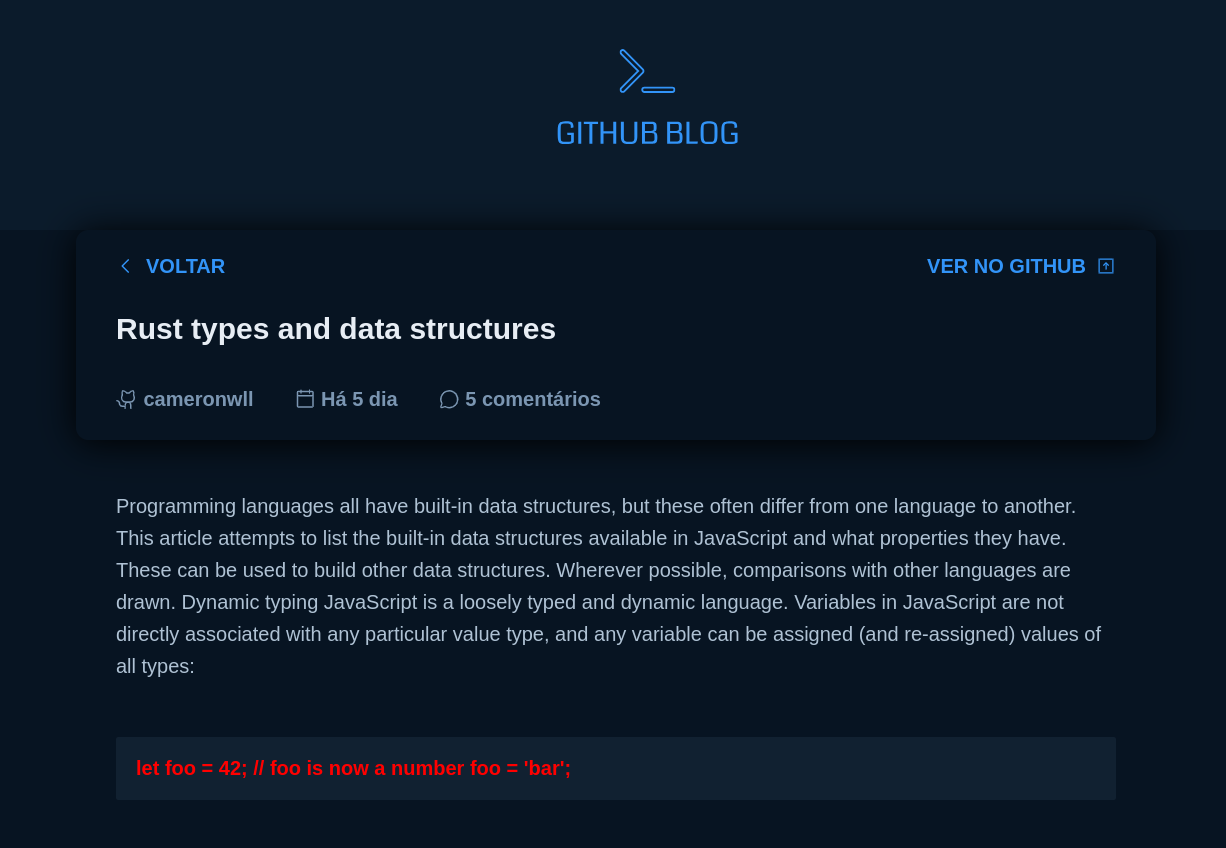 GITHUB BLOG
VOLTAR
VER NO GITHUB
Rust types and data structures
cameronwll
Há 5 dia
5 comentários
Programming languages all have built-in data structures, but these often differ from one language to another.
This article attempts to list the built-in data structures available in JavaScript and what properties they have.
These can be used to build other data structures. Wherever possible, comparisons with other languages are
drawn. Dynamic typing JavaScript is a loosely typed and dynamic language. Variables in JavaScript are not
directly associated with any particular value type, and any variable can be assigned (and re-assigned) values of
all types:
let foo = 42; // foo is now a number foo = 'bar';